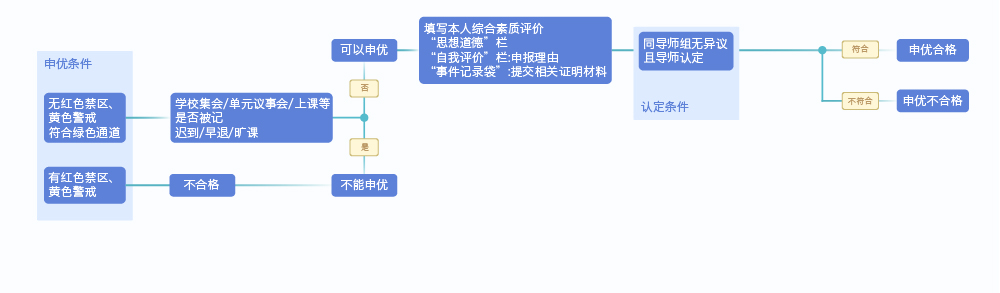 申优条件
无红色禁区、
黄色警戒
符合绿色通道
有红色禁区、
黄色警戒
学校集会/单元议事会/上课等
是否被记
迟到/早退/旷课
不合格
可以申优
否
是
不能申优
填写本人综合素质评价
“思想道德”栏
“自我评价”栏:申报理由
“事件记录袋”:提交相关证明材料
同导师组无异议
且导师认定
认定条件
符合
不符合
申优合格
申优不合格